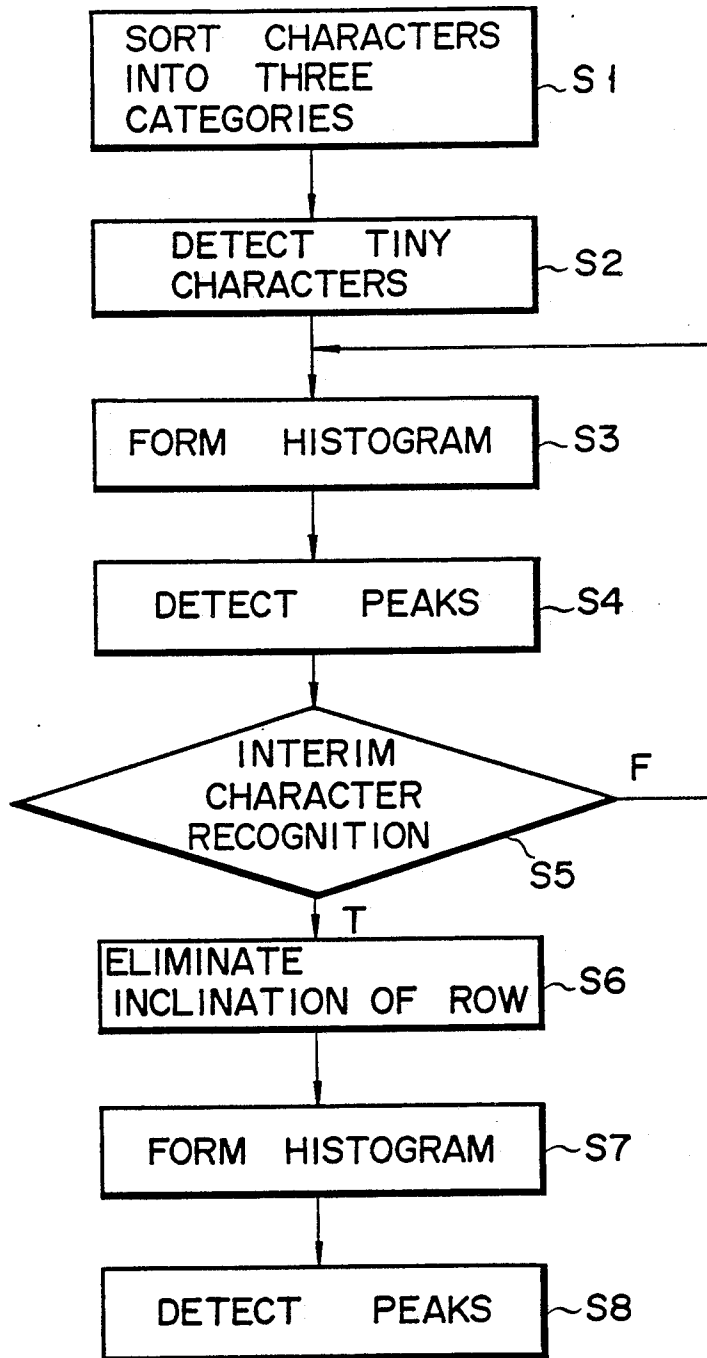 SORT CHARACTERS
INTO THREE
CATEGORIES
S1
DETECT TINY
CHARACTERS
S2
FORM HISTOGRAM
S3
DETECT PEAKS
S4
INTERIM
CHARACTER
RECOGNITION
F
S5
T
ELIMINATE
INCLINATION OF ROW
S6
FORM HISTOGRAM
S7
DETECT PEAKS
S8